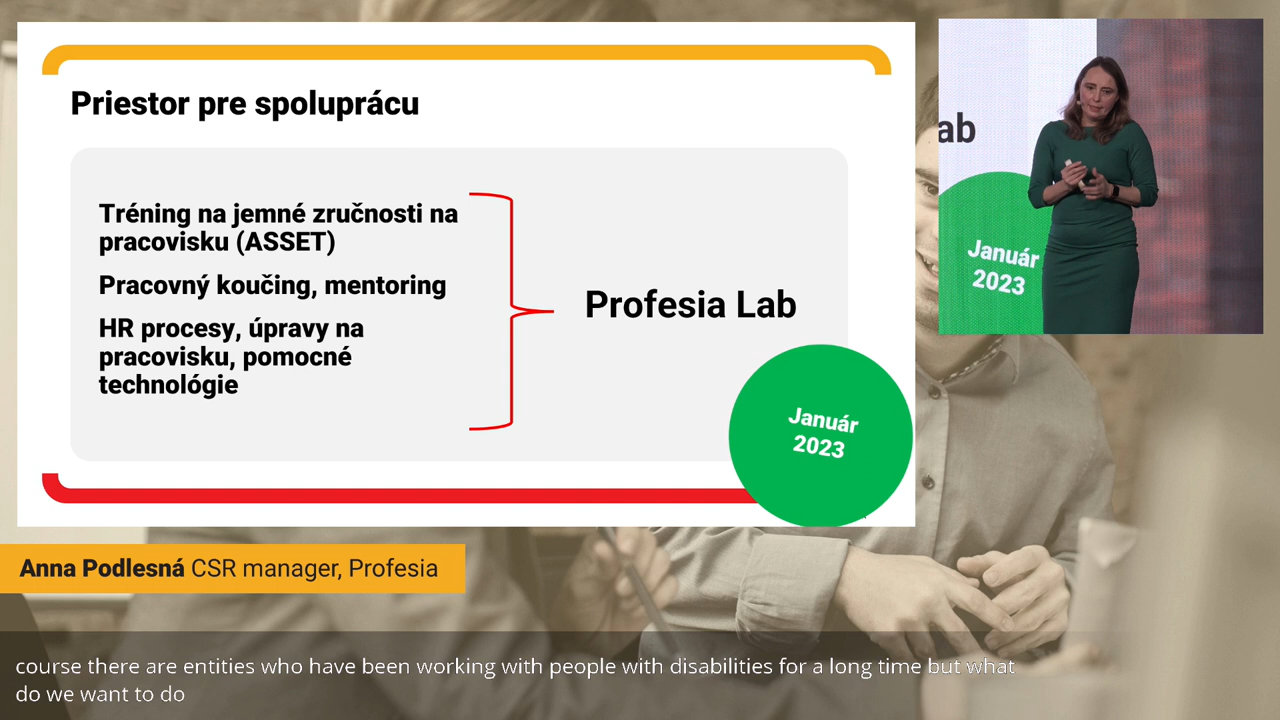 Priestor pre spoluprácu
Tréning na jemné zručnosti na
pracovisku (ASSET)
Pracovný koučing, mentoring
HR procesy, úpravy na
pracovisku, pomocné
technológie
Profesia Lab
Január
2023
ab
Január
2023
Anna Podlesná CSR manager, Profesia
course there are entities who have been working with people with disabilities for a long time but what
do we want to do